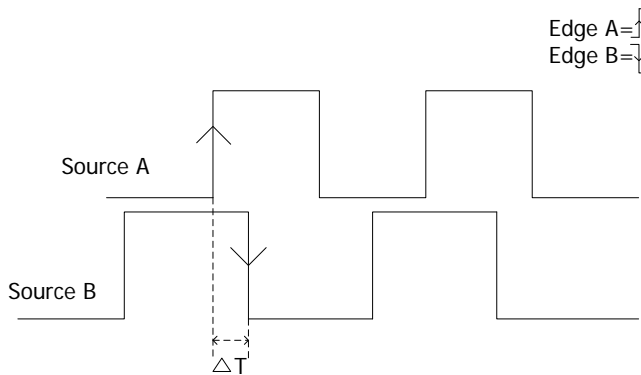 Edge A=
Edge B=
Source A
Source B
△T